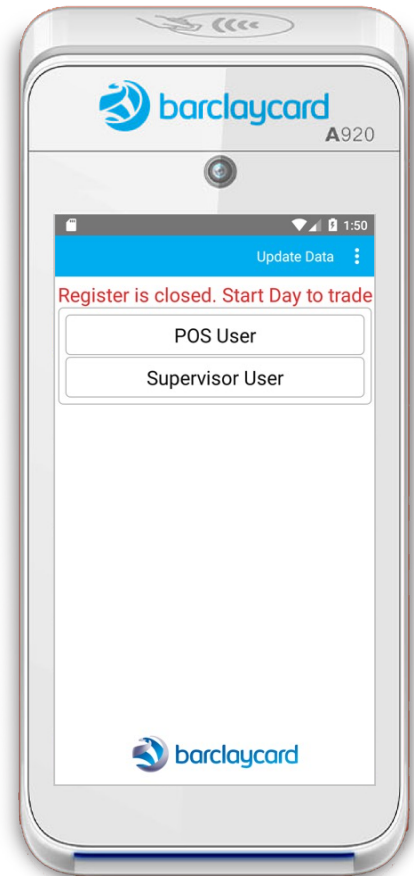 barclaycard
A920
1:50
Update Data
Register is closed. Start Day to trade
POS User
Supervisor User
barclaycard